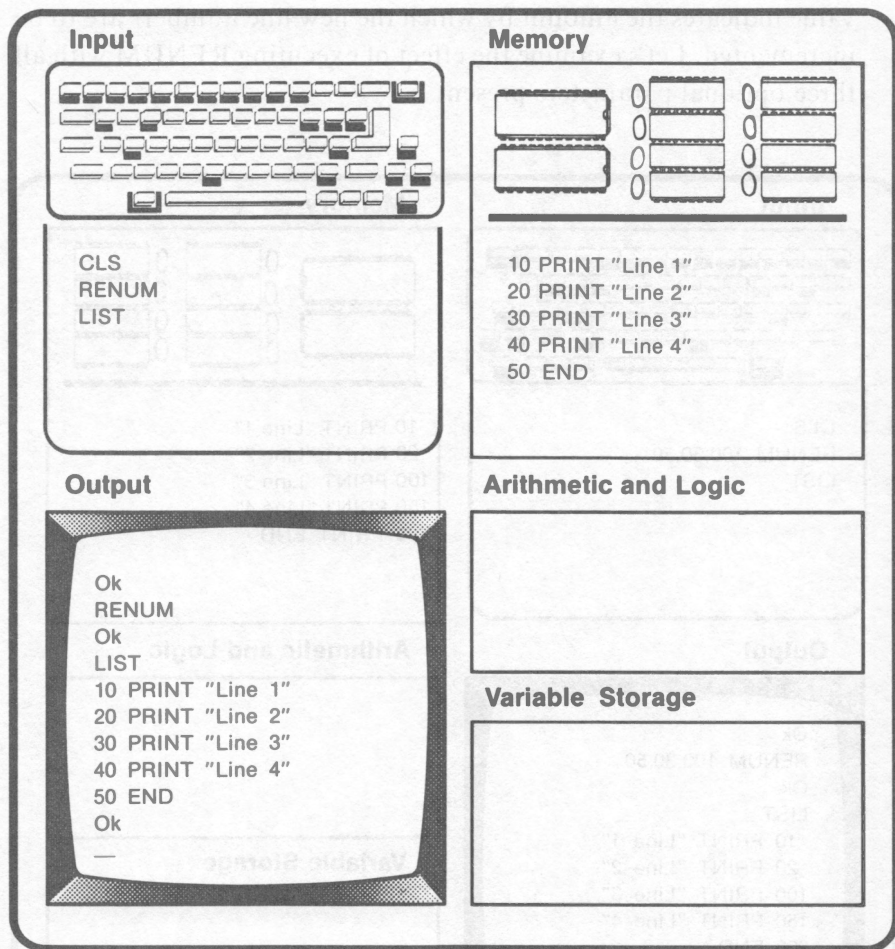 Input
CLS
RENUM
LIST
Memory
10 PRINT "Line 1"
20 PRINT "Line 2"
30 PRINT "Line 3"
40 PRINT "Line 4"
50 END
Output
Ok
RENUM
Ok
LIST
10 PRINT "Line 1"
20 PRINT "Line 2"
30 PRINT "Line 3"
40 PRINT "Line 4"
50 END
Ok
Arithmetic and Logic
Variable Storage